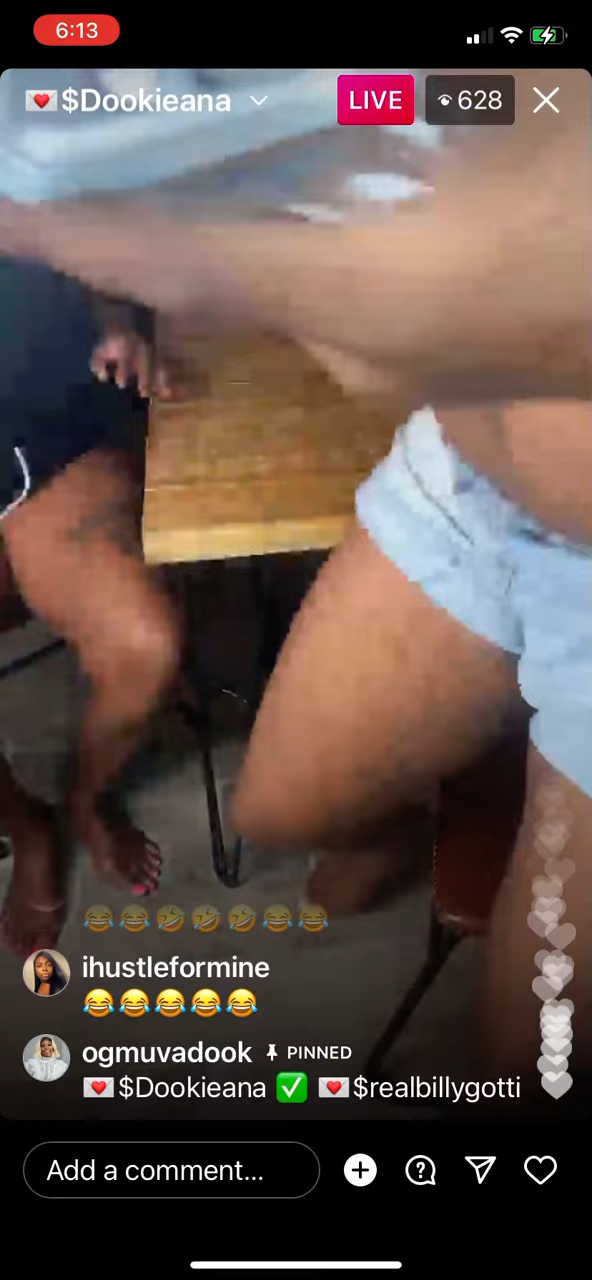 6:13
💌$Dookieana
LIVE
628
😂😂🤣🤣🤣😂😂
ihustleformine
😂😂😂😂😂
ogmuvadook PINNED
💌$Dookieana ✅ 💌$realbillygotti
Add a comment...